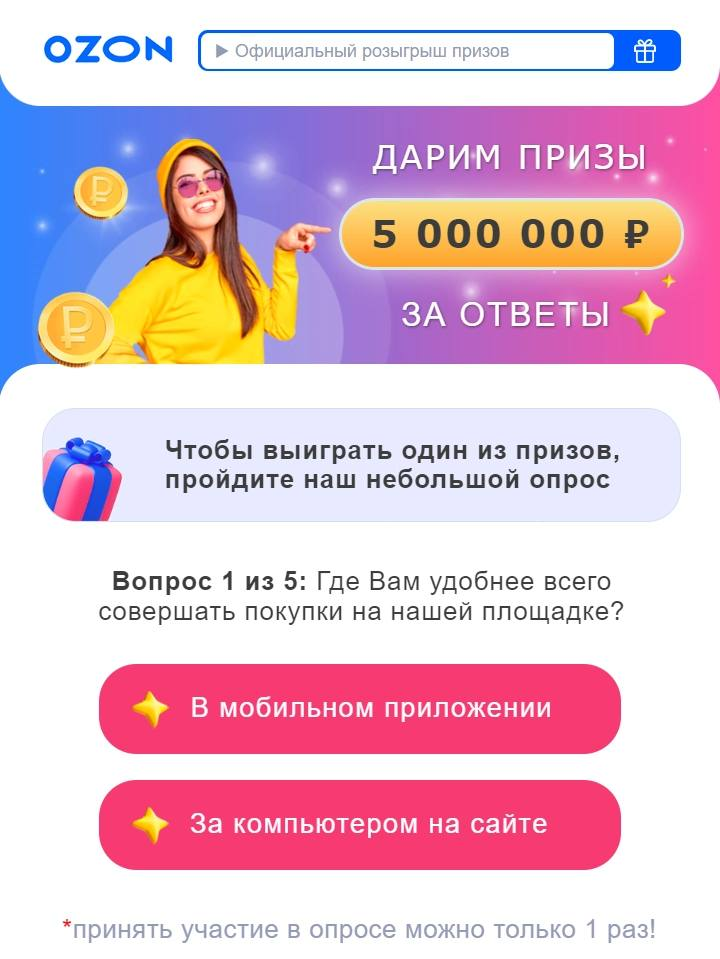 OZON
Официальный розыгрыш призов
ДАРИМ ПРИЗЫ
5 000 000 ₽
ЗА ОТВЕТЫ
Чтобы выиграть один из призов,
пройдите наш небольшой опрос
Вопрос 1 из 5: Где Вам удобнее всего
совершать покупки на нашей площадке?
В мобильном приложении
За компьютером на сайте
*принять участие в опросе можно только 1 раз!